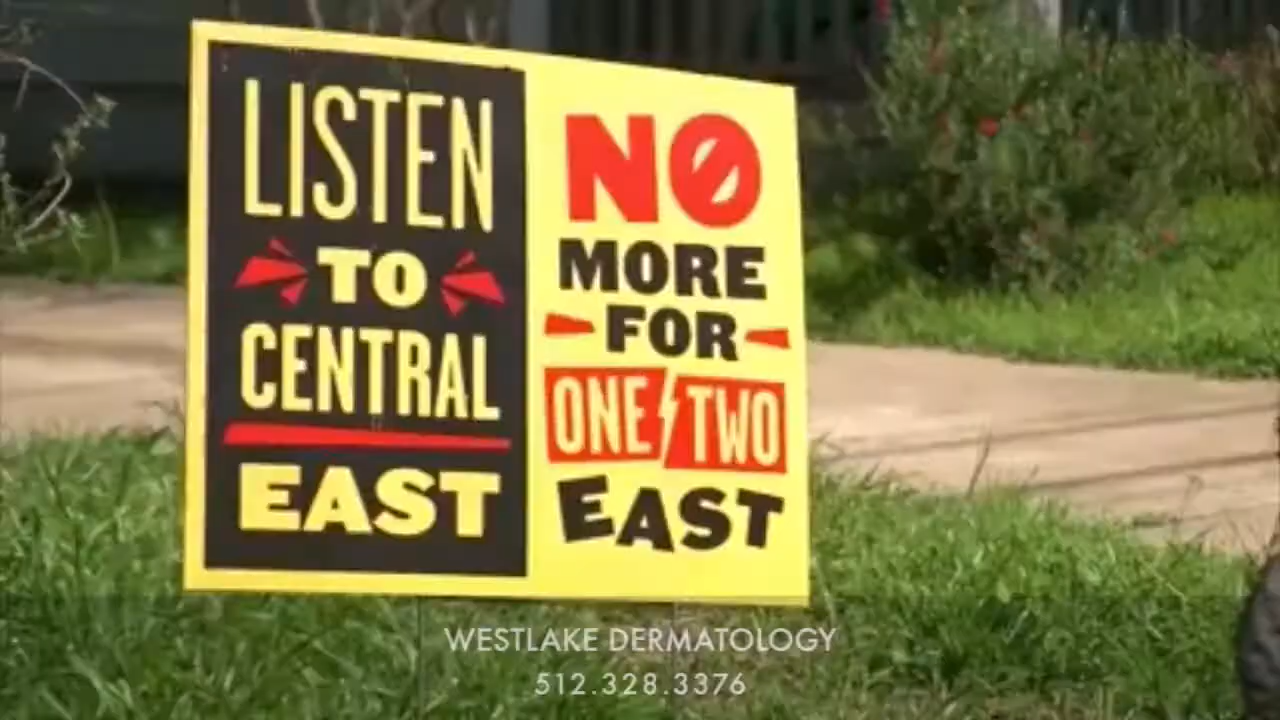 LISTEN
TO
CENTRAL
EAST
NO
MORE
FOR
ONE TWO
EAST
WESTLAKE DERMATOLOGY
512.328.3376